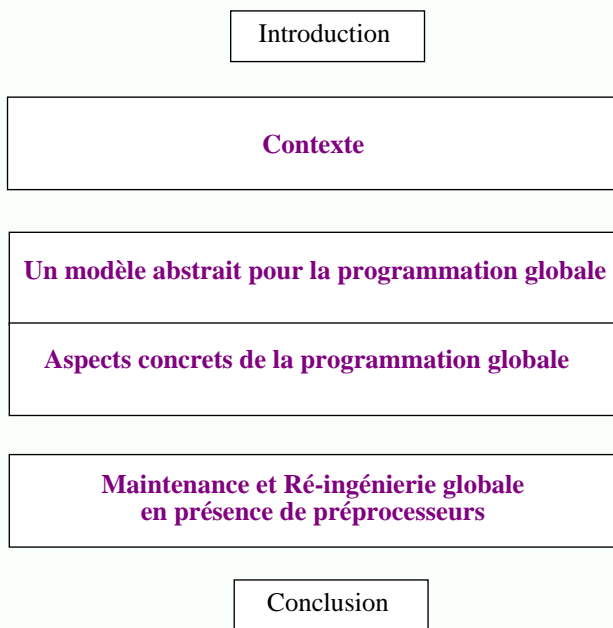 Introduction
Contexte
Un modèle abstrait pour la programmation globale
Aspects concrets de la programmation globale
Maintenance et Ré-ingénierie globale
en présence de préprocesseurs
Conclusion